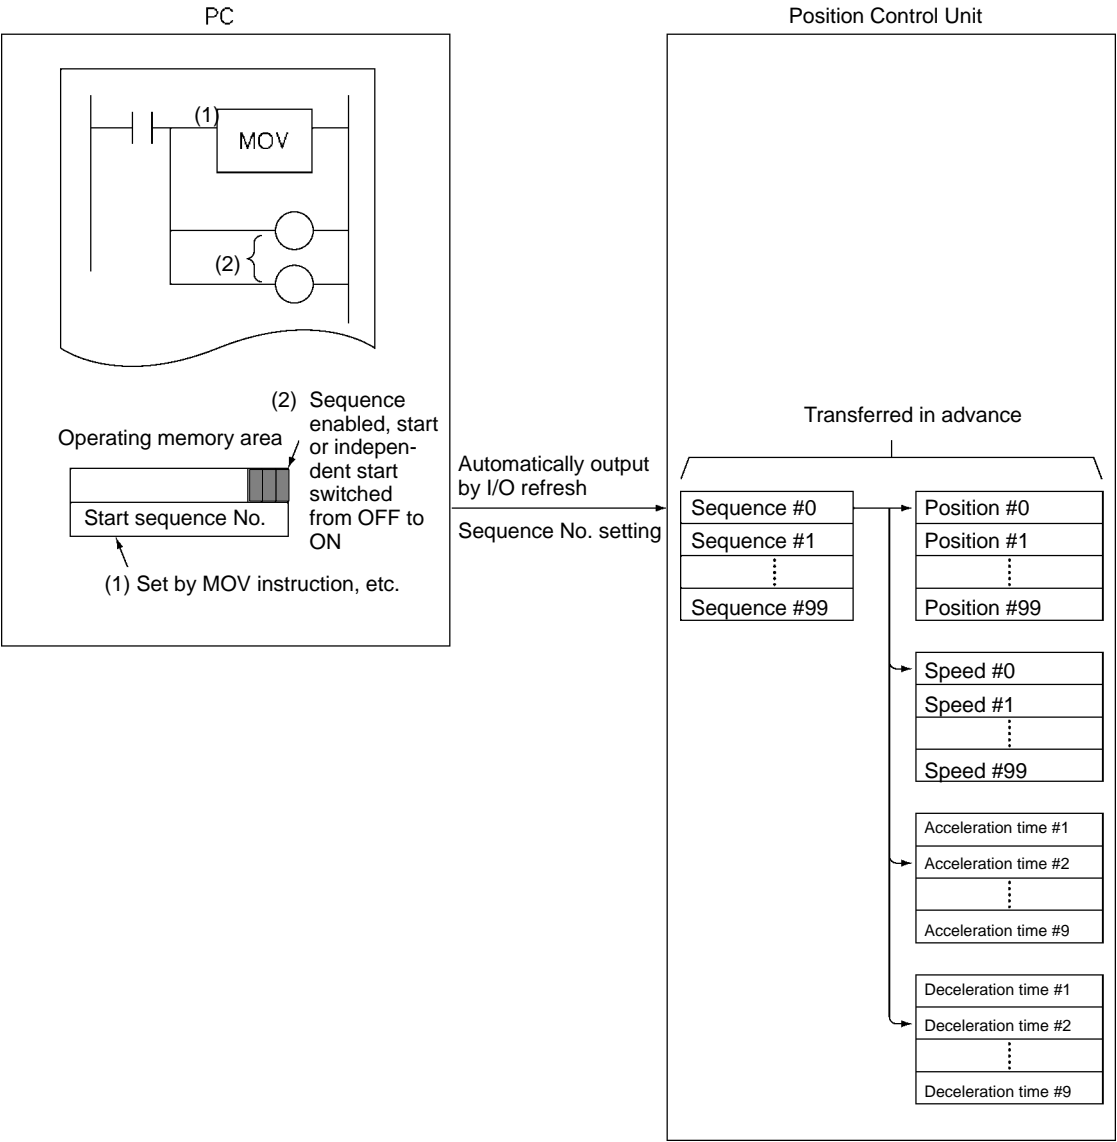 PC
Position Control Unit
(1)
MOV
(2)
(2) Sequence
enabled, start
or indepen-
dent start
switched
from OFF to
ON
Operating memory area
Start sequence No.
(1) Set by MOV instruction, etc.
Automatically output
by I/O refresh
Sequence No. setting
Transferred in advance
Sequence #0
Sequence #1
Sequence #99
Position #0
Position #1
Position #99
Speed #0
Speed #1
Speed #99
Acceleration time #1
Acceleration time #2
Acceleration time #9
Deceleration time #1
Deceleration time #2
Deceleration time #9